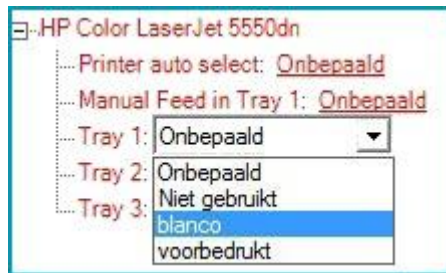 HP Color LaserJet 5550dn
Printer auto select: Onbepaald
Manual Feed in Tray 1: Onbepaald
Tray 1: Onbepaald
Tray 2: Onbepaald
Niet gebruikt
Tray 3: blanco
voorbedrukt